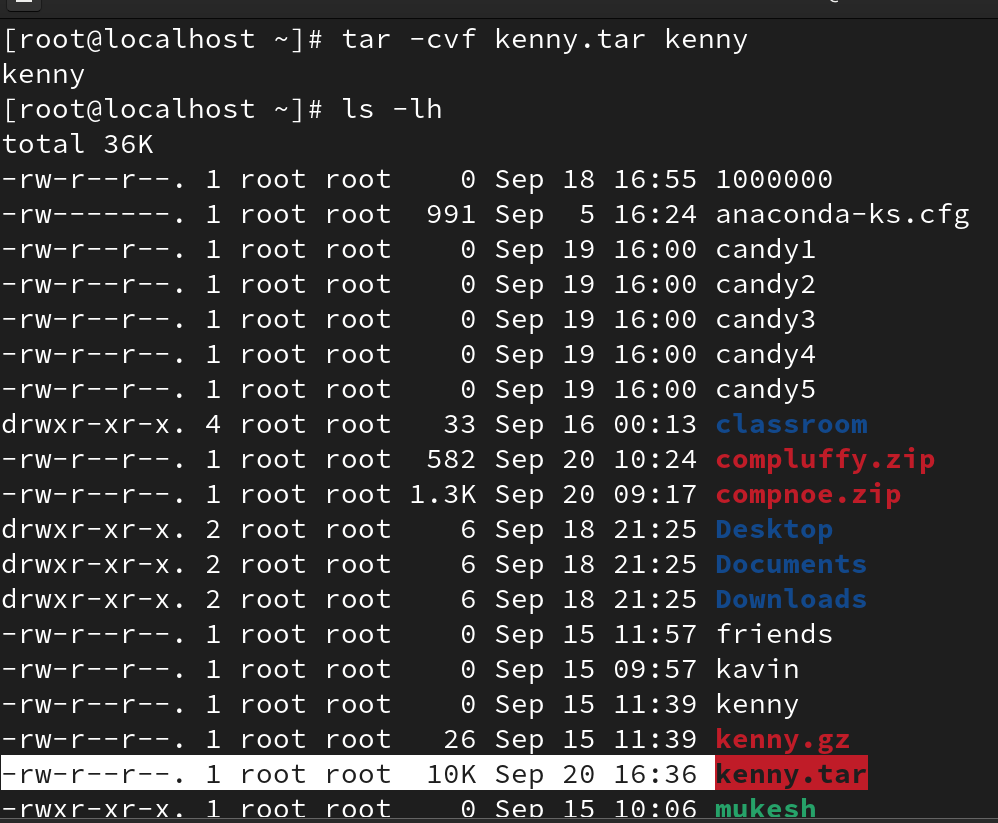 [root@localhost ~]# tar -cvf kenny.tar kenny
kenny
[root@localhost ~]# ls -lh
total 36K
-rw-r--r--. 1 root root    0 Sep 18 16:55 1000000
-rw-------. 1 root root  991 Sep  5 16:24 anaconda-ks.cfg
-rw-r--r--. 1 root root    0 Sep 19 16:00 candy1
-rw-r--r--. 1 root root    0 Sep 19 16:00 candy2
-rw-r--r--. 1 root root    0 Sep 19 16:00 candy3
-rw-r--r--. 1 root root    0 Sep 19 16:00 candy4
-rw-r--r--. 1 root root    0 Sep 19 16:00 candy5
drwxr-xr-x. 4 root root   33 Sep 16 00:13 classroom
-rw-r--r--. 1 root root  582 Sep 20 10:24 compluffy.zip
-rw-r--r--. 1 root root 1.3K Sep 20 09:17 compnoe.zip
drwxr-xr-x. 2 root root    6 Sep 18 21:25 Desktop
drwxr-xr-x. 2 root root    6 Sep 18 21:25 Documents
drwxr-xr-x. 2 root root    6 Sep 18 21:25 Downloads
-rw-r--r--. 1 root root    0 Sep 15 11:57 friends
-rw-r--r--. 1 root root    0 Sep 15 09:57 kavin
-rw-r--r--. 1 root root    0 Sep 15 11:39 kenny
-rw-r--r--. 1 root root   26 Sep 15 11:39 kenny.gz
-rw-r--r--. 1 root root  10K Sep 20 16:36 kenny.tar
-rwxr-xr-x. 1 root root    0 Sep 15 10:06 mukesh